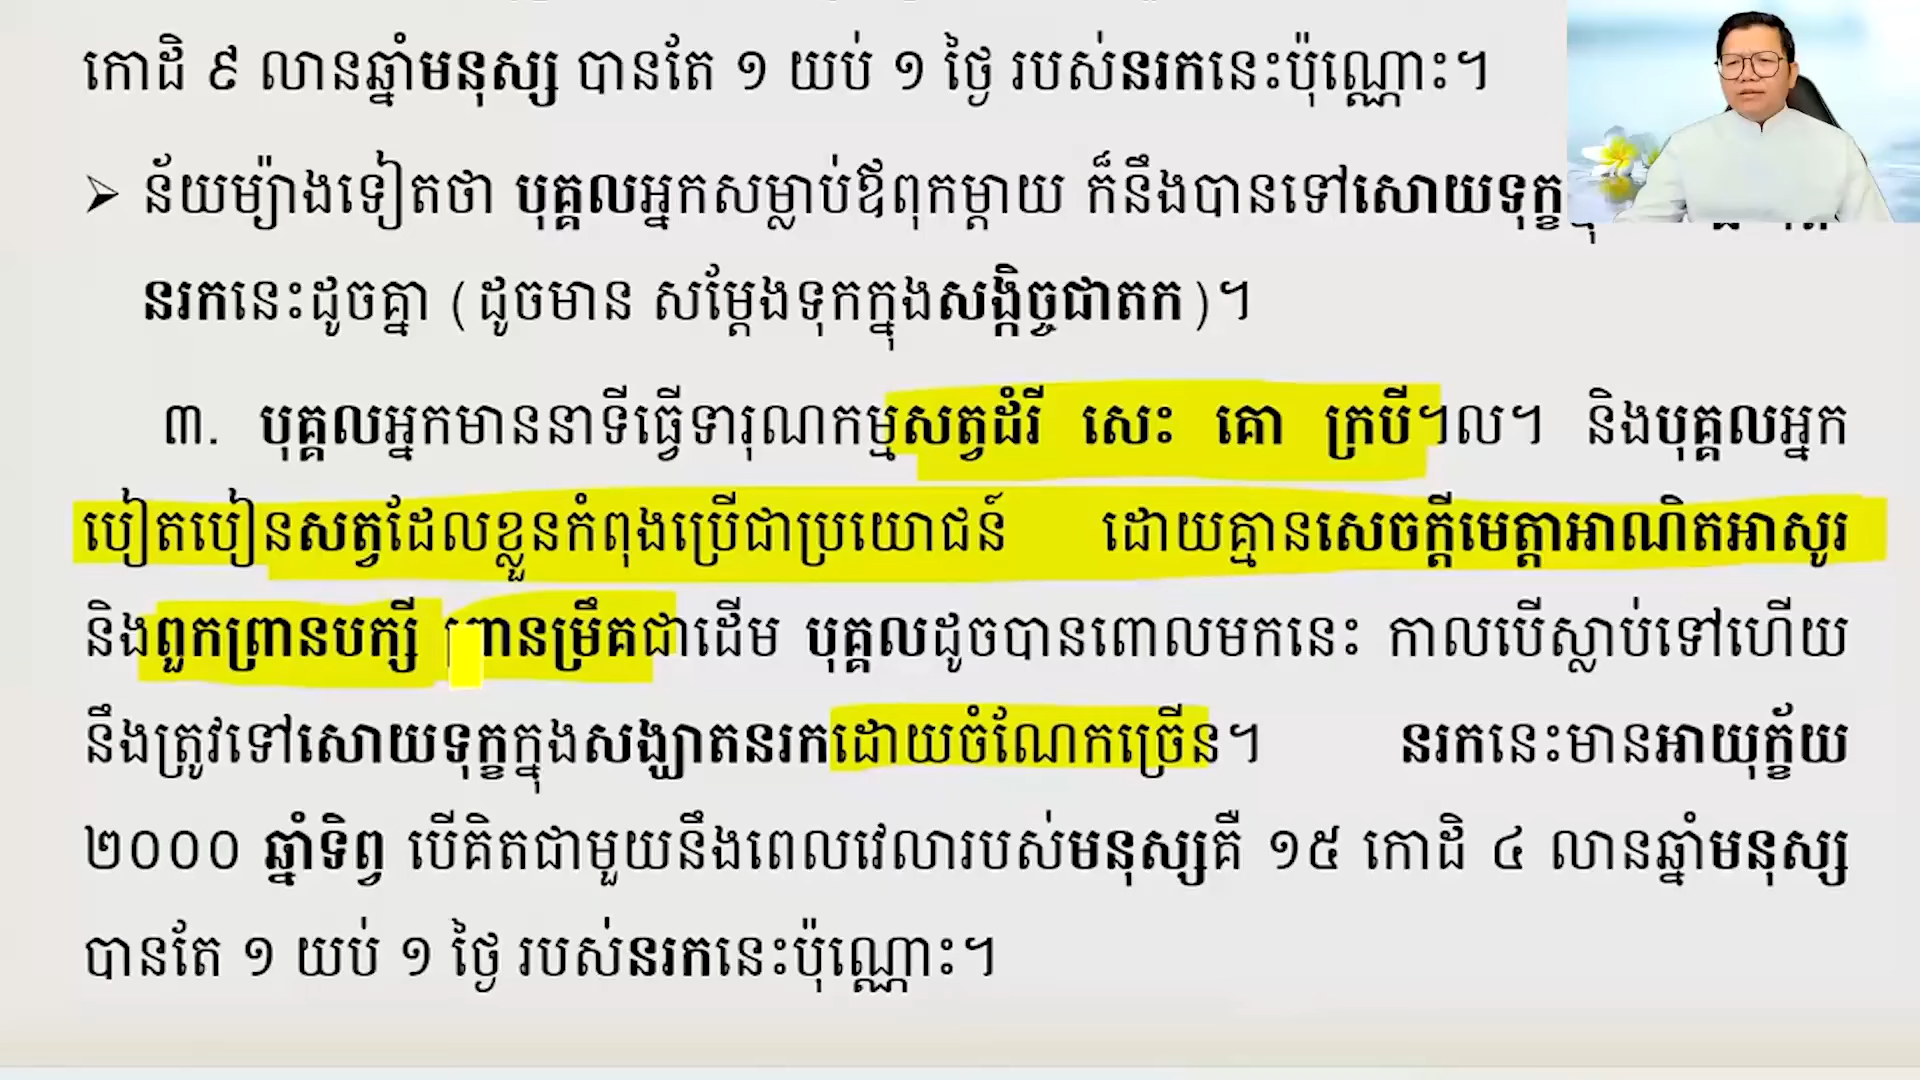 កោដិ ៩ លានឆ្នាំមនុស្ស បានតែ ១ យប់ ១ ថ្ងៃ របស់នរកនេះប៉ុណ្ណោះ។
➢ ន័យម្យ៉ាងទៀតថា បុគ្គលអ្នកសម្លាប់ឪពុកម្ដាយ ក៏នឹងបានទៅសោយទុក្ខ
នរកនេះដូចគ្នា (ដូចមាន សម្ដែងទុកក្នុងសង្កិច្ចជាតក)។
៣. បុគ្គលអ្នកមាននាទីធ្វើទារុណកម្មសត្វដំរី សេះ គោ ក្របី។ល។ និងបុគ្គលអ្នក
បៀតបៀនសត្វដែលខ្លួនកំពុងប្រើជាប្រយោជន៍ ដោយគ្មានសេចក្ដីមេត្តាអាណិតអាសូរ
និងពួកព្រានបក្សី ព្រានម្រឹគជាដើម បុគ្គលដូចបានពោលមកនេះ កាលបើស្លាប់ទៅហើយ
នឹងត្រូវទៅសោយទុក្ខក្នុងសង្ឃាតនរកដោយចំណែកច្រើន។ នរកនេះមានអាយុក្ខ័យ
២០០០ ឆ្នាំទិព្វ បើគិតជាមួយនឹងពេលវេលារបស់មនុស្សគឺ ១៥ កោដិ ៤ លានឆ្នាំមនុស្ស
បានតែ ១ យប់ ១ ថ្ងៃ របស់នរកនេះប៉ុណ្ណោះ។